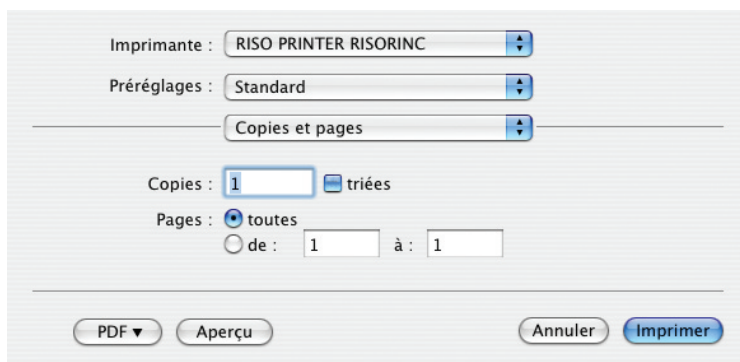 Imprimante : RISO PRINTER RISORINC
Préréglages : Standard
Copies et pages
Copies : 1 triées
Pages : toutes
de : 1 à : 1
PDF ▼ Aperçu Annuler Imprimer